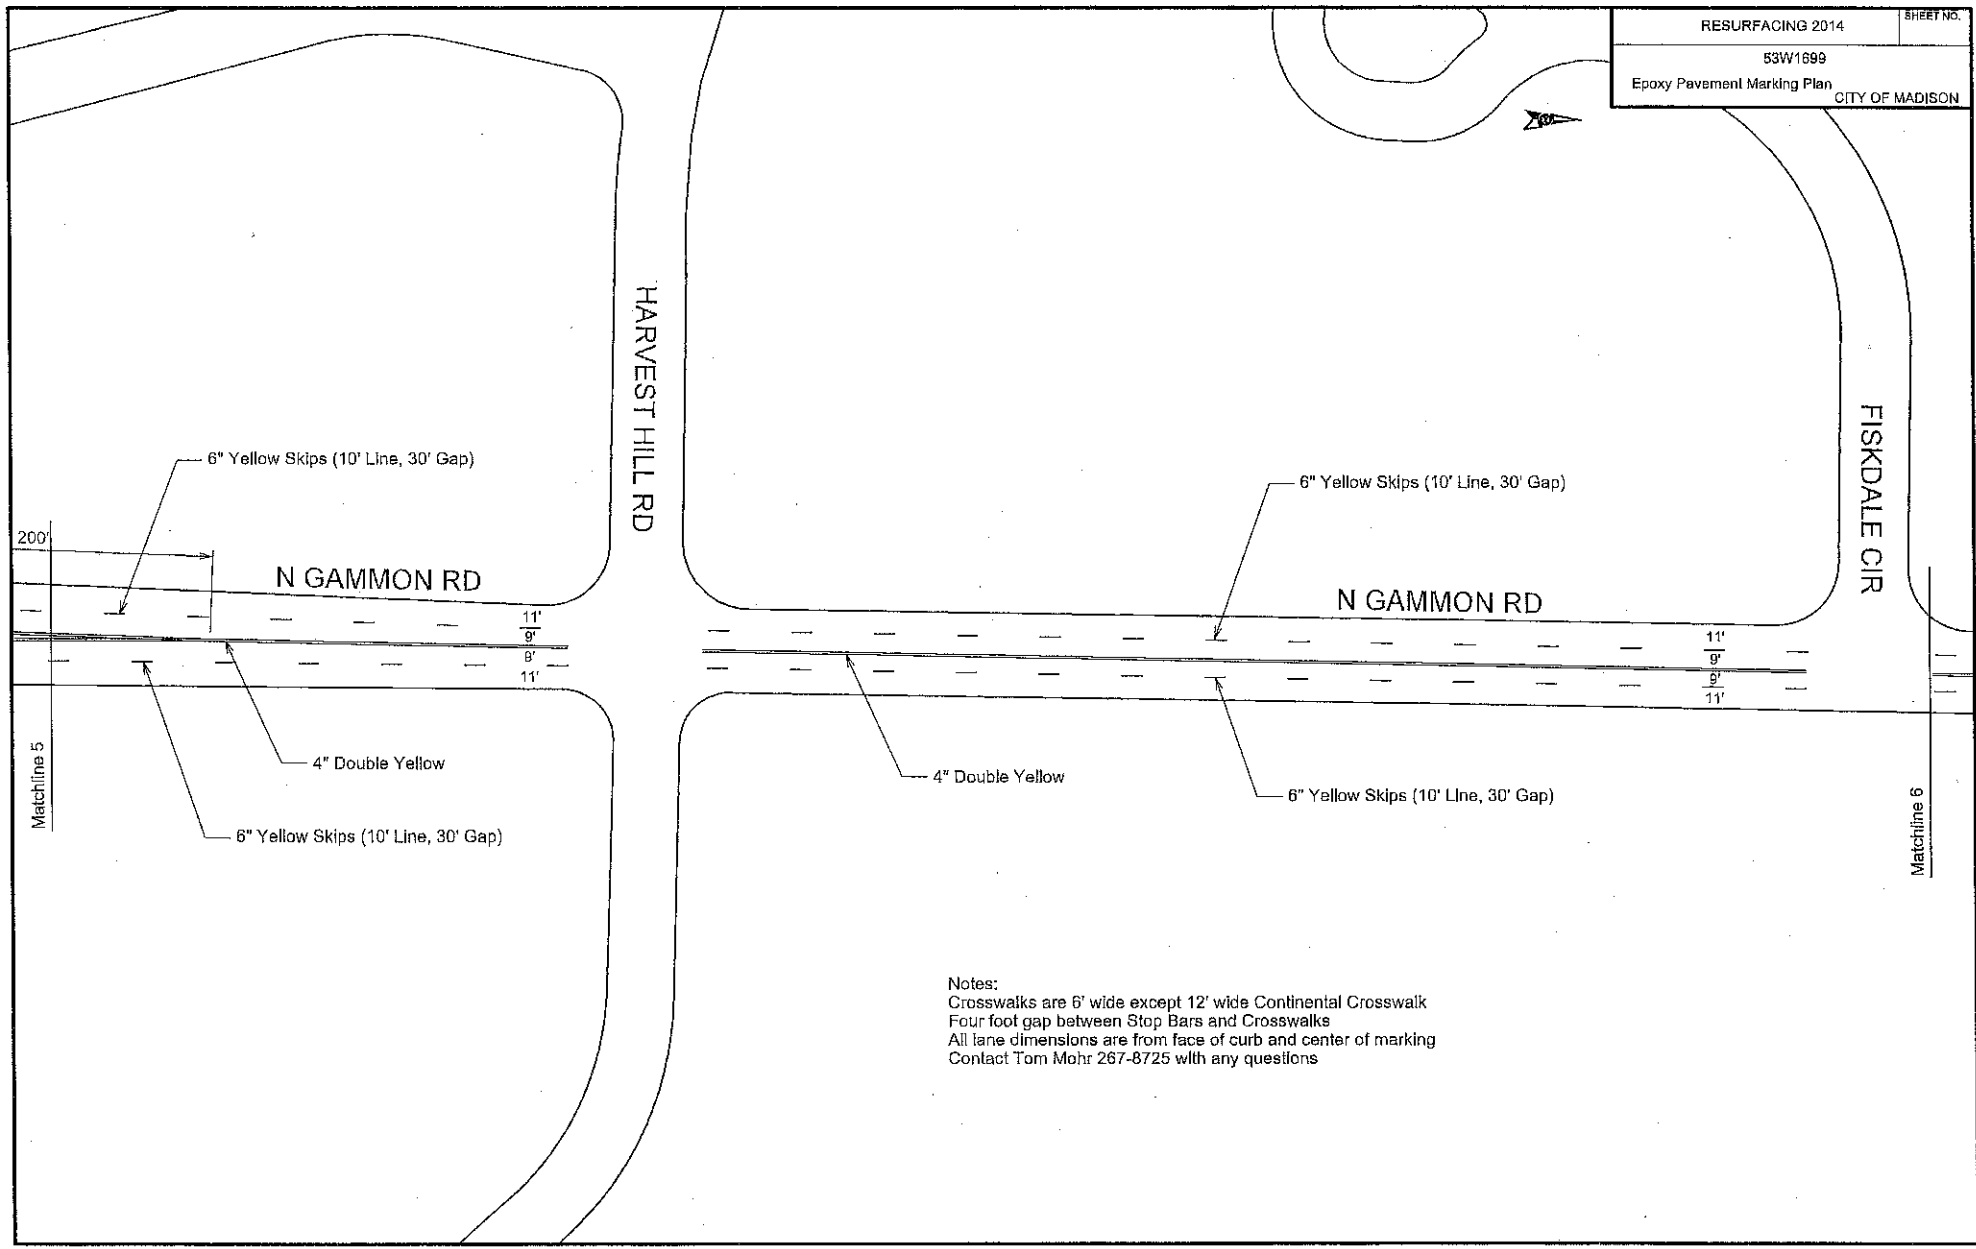 RESURFACING 2014
SHEET NO.
53W1699
Epoxy Pavement Marking Plan
CITY OF MADISON
HARVEST HILL RD
FISKDALE CIR
6" Yellow Skips (10' Line, 30' Gap)
6" Yellow Skips (10' Line, 30' Gap)
200'
N GAMMON RD
N GAMMON RD
11'
9'
9'
11'
11'
9'
9'
11'
4" Double Yellow
4" Double Yellow
6" Yellow Skips (10' Line, 30' Gap)
6" Yellow Skips (10' Line, 30' Gap)
Matchline 5
Matchline 6
Notes:
Crosswalks are 6' wide except 12' wide Continental Crosswalk
Four foot gap between Stop Bars and Crosswalks
All lane dimensions are from face of curb and center of marking
Contact Tom Mohr 267-8725 with any questions